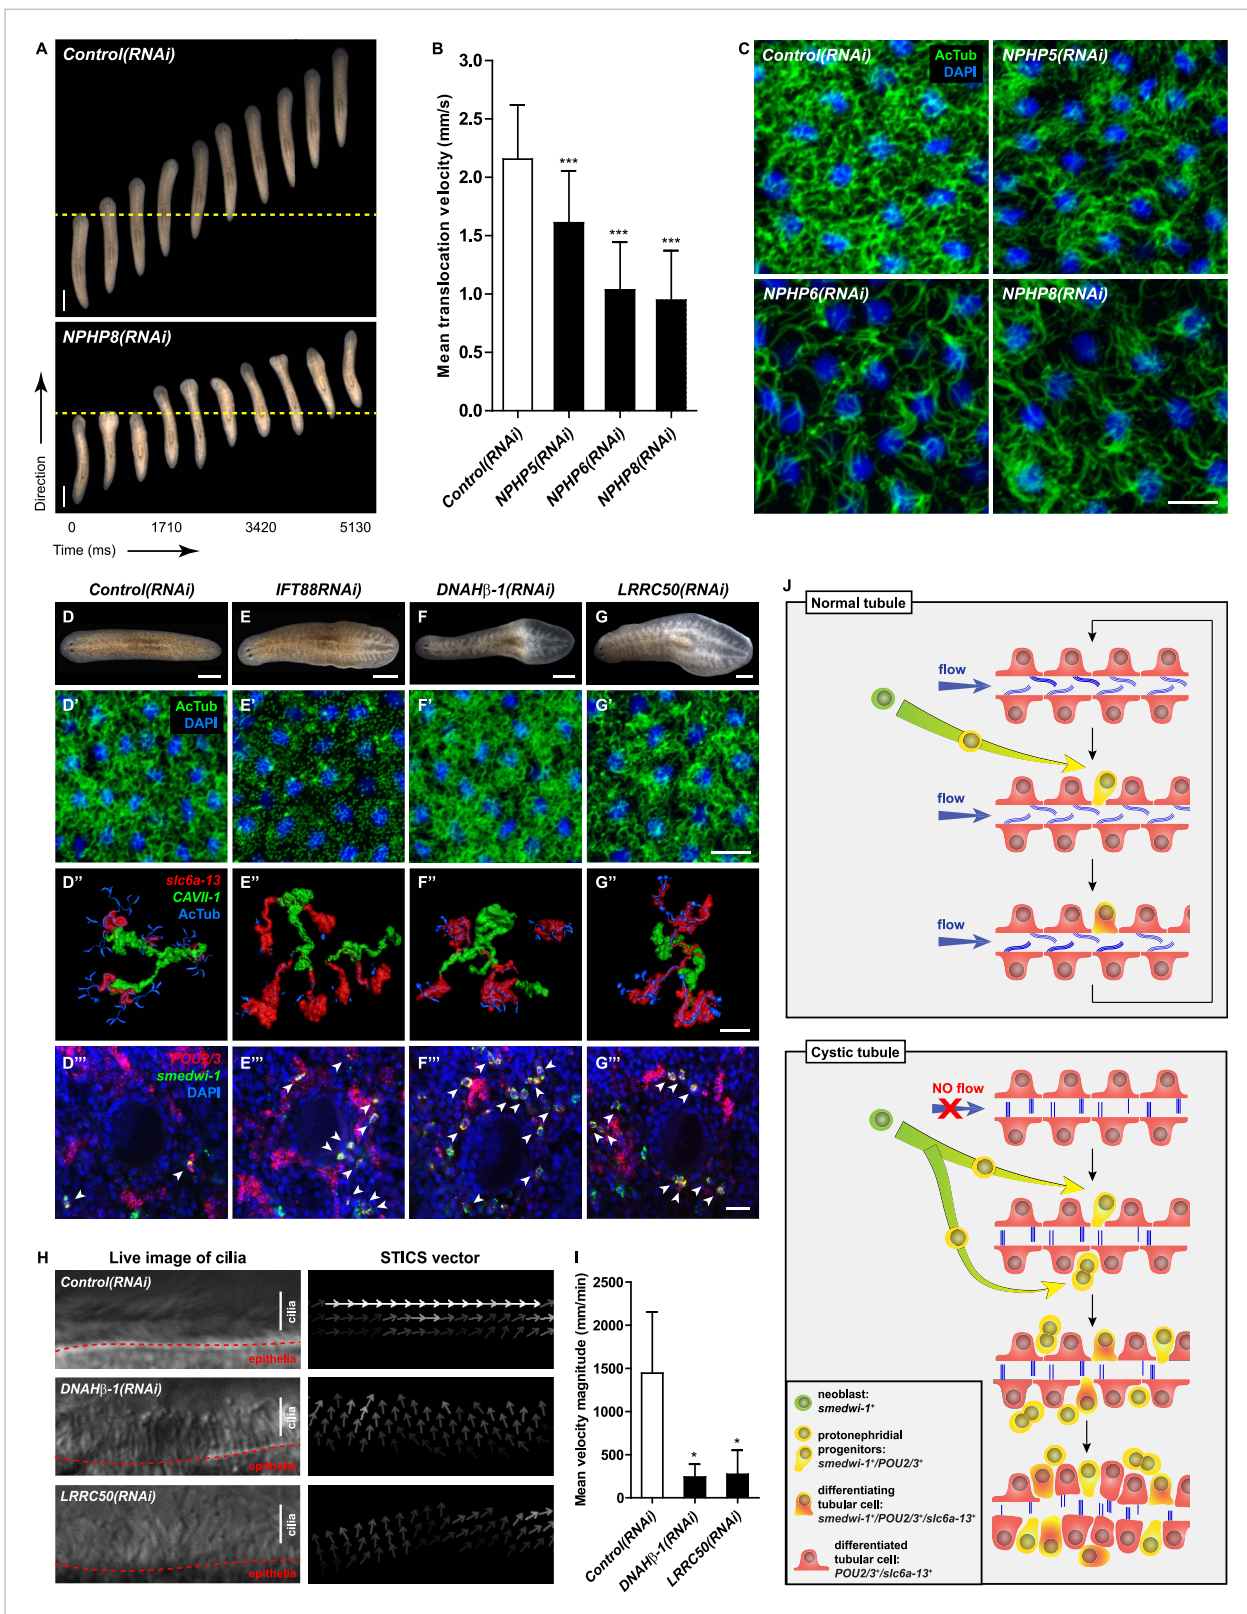 A
Control(RNAi)
NPHP8(RNAi)
Direction
0
1710
3420
5130
Time (ms)
B
Mean translocation velocity (mm/s)
3.0
2.5
2.0
1.5
1.0
0.5
0.0
***
***
***
Control(RNAi)
NPHP5(RNAi)
NPHP6(RNAi)
NPHP8(RNAi)
C
Control(RNAi)
AcTub
DAPI
NPHP5(RNAi)
NPHP6(RNAi)
NPHP8(RNAi)
Control(RNAi)
IFT88RNAi)
DNAHβ-1(RNAi)
LRRC50(RNAi)
D
E
F
G
D'
AcTub
DAPI
E'
F'
G'
D''
slc6a-13
CAVII-1
AcTub
E''
F''
G''
D'''
POU2/3
smedwi-1
DAPI
E'''
F'''
G'''
H
Live image of cilia
STICS vector
Control(RNAi)
cilia
epithelia
DNAHβ-1(RNAi)
cilia
epithelia
LRRC50(RNAi)
cilia
epithelia
I
Mean velocity magnitude (mm/min)
2500
2000
1500
1000
500
0
*
*
Control(RNAi)
DNAHβ-1(RNAi)
LRRC50(RNAi)
J
Normal tubule
flow
flow
flow
Cystic tubule
NO flow
X
neoblast:
smedwi-1⁺
protonephridial
progenitors:
smedwi-1⁺/POU2/3⁺
differentiating
tubular cell:
smedwi-1⁺/POU2/3⁺/slc6a-13⁺
differentiated
tubular cell:
POU2/3⁺/slc6a-13⁺